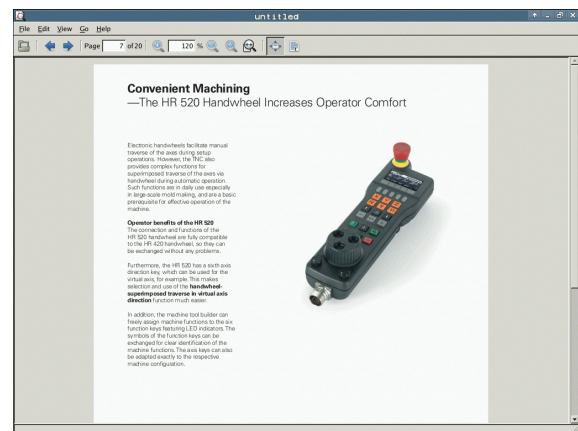 untitled
File Edit View Go Help
Page 7 of 20 120 %
Convenient Machining
—The HR 520 Handwheel Increases Operator Comfort
Electronic handwheels facilitate manual
traverse of the axes during setup
operations. However, the TNC also
provides complex functions for
superimposed traverse of the axes via
handwheel during automatic operation.
Such functions are in daily use especially
in large-scale mold making, and are a basic
prerequisite for effective operation of the
machine.
Operator benefits of the HR 520
The connection and functions of the
HR 520 handwheel are fully compatible
to the HR 420 handwheel, so they can
be exchanged without any problems.
Furthermore, the HR 520 has a sixth axis
direction key, which can be used for the
virtual axis, for example. This makes
selection and use of the handwheel-
superimposed traverse in virtual axis
direction function much easier.
In addition, the machine tool builder can
freely assign machine functions to the six
function keys featuring LED indicators. The
symbols of the function keys can be
exchanged for clear identification of the
machine functions. The axis keys can also
be adapted exactly to the respective
machine configuration.